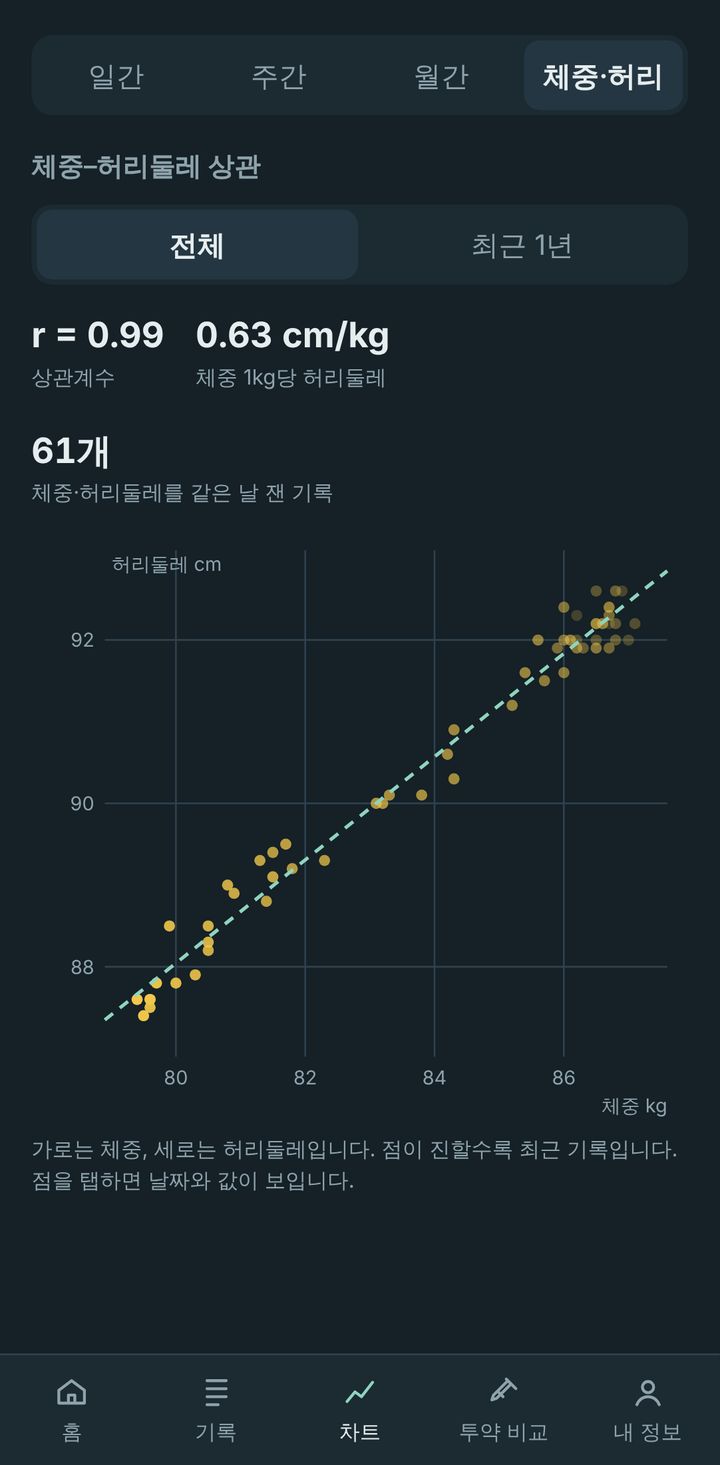 일간 주간 월간 체중·허리
체중–허리둘레 상관
전체 최근 1년
r = 0.99 0.63 cm/kg
상관계수 체중 1kg당 허리둘레
61개
체중·허리둘레를 같은 날 잰 기록
허리둘레 cm
92
90
88
80 82 84 86
체중 kg
가로는 체중, 세로는 허리둘레입니다. 점이 진할수록 최근 기록입니다.
점을 탭하면 날짜와 값이 보입니다.
홈 기록 차트 투약 비교 내 정보